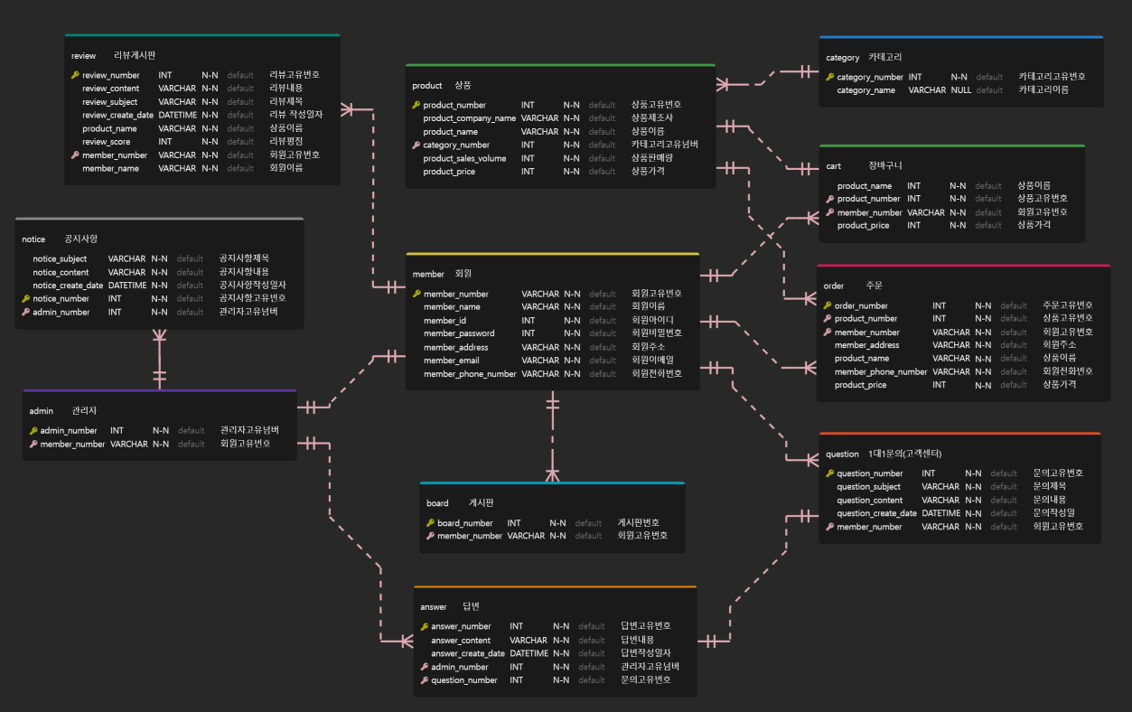 review 리뷰게시판
review_number INT N-N default 리뷰고유번호
review_content VARCHAR N-N default 리뷰내용
review_subject VARCHAR N-N default 리뷰제목
review_create_date DATETIME N-N default 리뷰 작성일자
product_name VARCHAR N-N default 상품이름
review_score INT N-N default 리뷰평점
member_number VARCHAR N-N default 회원고유번호
member_name VARCHAR N-N default 회원이름
product 상품
product_number INT N-N default 상품고유번호
product_company_name VARCHAR N-N default 상품제조사
product_name VARCHAR N-N default 상품이름
category_number INT N-N default 카테고리고유넘버
product_sales_volume INT N-N default 상품판매량
product_price INT N-N default 상품가격
category 카테고리
category_number INT N-N default 카테고리고유번호
category_name VARCHAR NULL default 카테고리이름
cart 장바구니
product_name INT N-N default 상품이름
product_number INT N-N default 상품고유번호
member_number VARCHAR N-N default 회원고유번호
product_price INT N-N default 상품가격
notice 공지사항
notice_subject VARCHAR N-N default 공지사항제목
notice_content VARCHAR N-N default 공지사항내용
notice_create_date DATETIME N-N default 공지사항작성일자
notice_number INT N-N default 공지사항고유번호
admin_number INT N-N default 관리자고유넘버
member 회원
member_number VARCHAR N-N default 회원고유번호
member_name VARCHAR N-N default 회원이름
member_id INT N-N default 회원아이디
member_password INT N-N default 회원비밀번호
member_address VARCHAR N-N default 회원주소
member_email VARCHAR N-N default 회원이메일
member_phone_number VARCHAR N-N default 회원전화번호
order 주문
order_number INT N-N default 주문고유번호
product_number INT N-N default 상품고유번호
member_number VARCHAR N-N default 회원고유번호
member_address VARCHAR N-N default 회원주소
product_name VARCHAR N-N default 상품이름
member_phone_number VARCHAR N-N default 회원전화번호
product_price INT N-N default 상품가격
admin 관리자
admin_number INT N-N default 관리자고유넘버
member_number VARCHAR N-N default 회원고유번호
board 게시판
board_number INT N-N default 게시판번호
member_number VARCHAR N-N default 회원고유번호
question 1대1문의(고객센터)
question_number INT N-N default 문의고유번호
question_subject VARCHAR N-N default 문의제목
question_content VARCHAR N-N default 문의내용
question_create_date DATETIME N-N default 문의작성일
member_number VARCHAR N-N default 회원고유번호
answer 답변
answer_number INT N-N default 답변고유번호
answer_content VARCHAR N-N default 답변내용
answer_create_date DATETIME N-N default 답변작성일자
admin_number INT N-N default 관리자고유넘버
question_number INT N-N default 문의고유번호